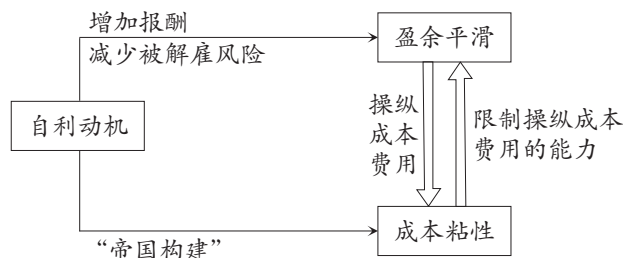 增加报酬
减少被解雇风险
盈余平滑
自利动机
操纵
成本
费用
限制操纵成本
费用的能力
成本粘性
“帝国构建”